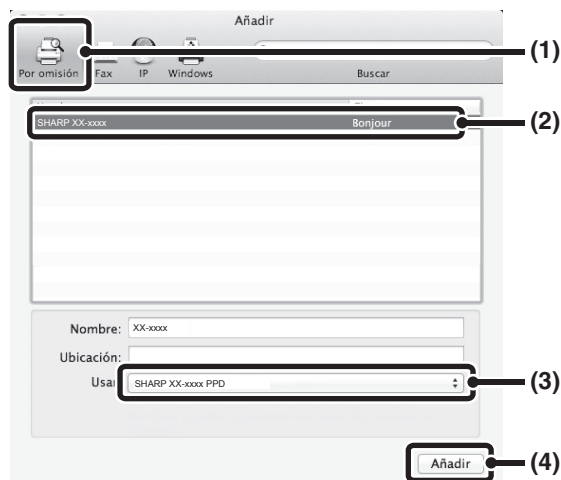 Añadir
(1)
Por omisión Fax IP Windows Buscar
SHARP XX-xxxx Bonjour (2)
Nombre: XX-xxxx
Ubicación:
SHARP XX-xxxx PPD (3)
Añadir (4)